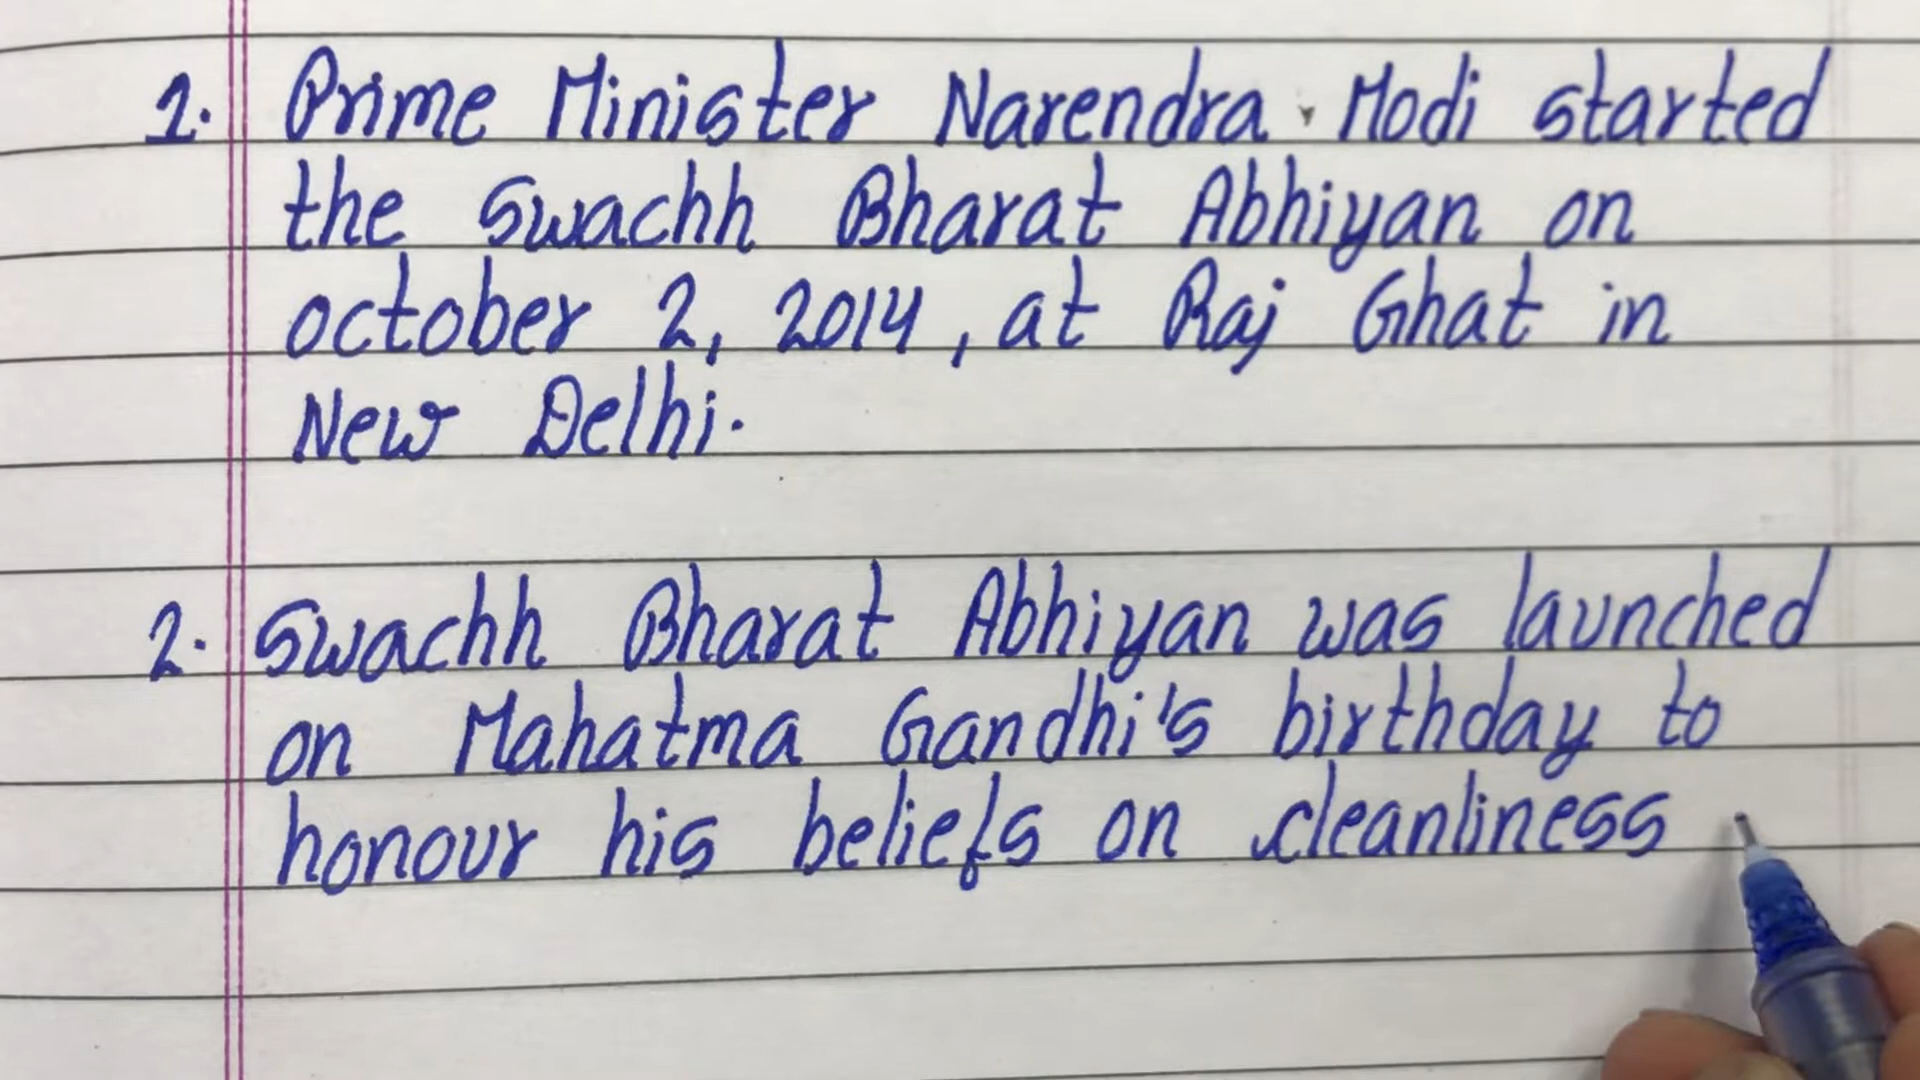 1. Prime Minister Narendra Modi started
the Swachh Bharat Abhiyan on
october 2, 2014, at Raj Ghat in
New Delhi.
2. Swachh Bharat Abhiyan was launched
on Mahatma Gandhi's birthday to
honour his beliefs on cleanliness